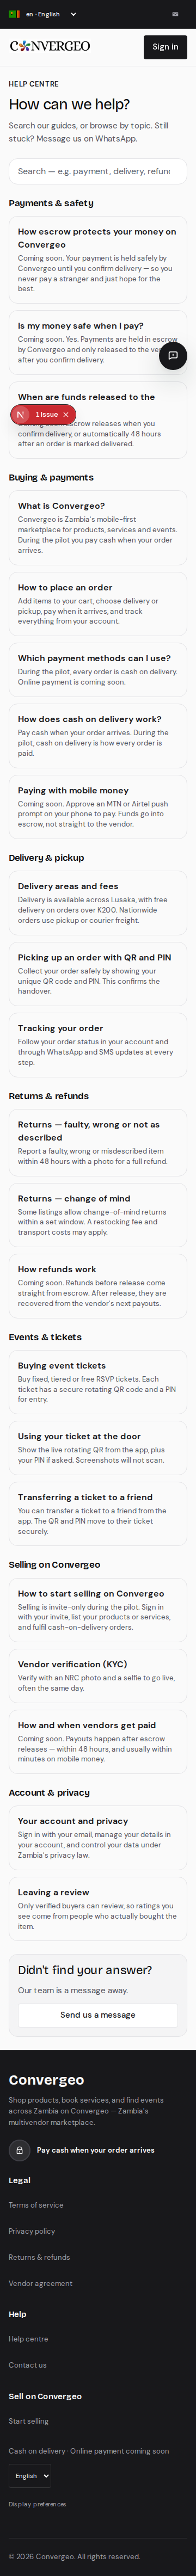 en · English
CONVERGEO
Sign in
HELP CENTRE
How can we help?
Search our guides, or browse by topic. Still
stuck? Message us on WhatsApp.
Search — e.g. payment, delivery, refund
Payments & safety
How escrow protects your money on
Convergeo
Coming soon. Your payment is held safely by
Convergeo until you confirm delivery — so you
never pay a stranger and just hope for the
best.
Is my money safe when I pay?
Coming soon. Yes. Payments are held in escrow
by Convergeo and only released to the vendor
after you confirm delivery.
When are funds released to the
escrow releases when you
confirm delivery, or automatically 48 hours
after an order is marked delivered.
1 Issue
Buying & payments
What is Convergeo?
Convergeo is Zambia's mobile-first
marketplace for products, services and events.
During the pilot you pay cash when your order
arrives.
How to place an order
Add items to your cart, choose delivery or
pickup, pay when it arrives, and track
everything from your account.
Which payment methods can I use?
During the pilot, every order is cash on delivery.
Online payment is coming soon.
How does cash on delivery work?
Pay cash when your order arrives. During the
pilot, cash on delivery is how every order is
paid.
Paying with mobile money
Coming soon. Approve an MTN or Airtel push
prompt on your phone to pay. Funds go into
escrow, not straight to the vendor.
Delivery & pickup
Delivery areas and fees
Delivery is available across Lusaka, with free
delivery on orders over K200. Nationwide
orders use pickup or courier freight.
Picking up an order with QR and PIN
Collect your order safely by showing your
unique QR code and PIN. This confirms the
handover.
Tracking your order
Follow your order status in your account and
through WhatsApp and SMS updates at every
step.
Returns & refunds
Returns — faulty, wrong or not as
described
Report a faulty, wrong or misdescribed item
within 48 hours with a photo for a full refund.
Returns — change of mind
Some listings allow change-of-mind returns
within a set window. A restocking fee and
transport costs may apply.
How refunds work
Coming soon. Refunds before release come
straight from escrow. After release, they are
recovered from the vendor's next payouts.
Events & tickets
Buying event tickets
Buy fixed, tiered or free RSVP tickets. Each
ticket has a secure rotating QR code and a PIN
for entry.
Using your ticket at the door
Show the live rotating QR from the app, plus
your PIN if asked. Screenshots will not scan.
Transferring a ticket to a friend
You can transfer a ticket to a friend from the
app. The QR and PIN move to their ticket
securely.
Selling on Convergeo
How to start selling on Convergeo
Selling is invite-only during the pilot. Sign in
with your invite, list your products or services,
and fulfil cash-on-delivery orders.
Vendor verification (KYC)
Verify with an NRC photo and a selfie to go live,
often the same day.
How and when vendors get paid
Coming soon. Payouts happen after escrow
releases — within 48 hours, and usually within
minutes on mobile money.
Account & privacy
Your account and privacy
Sign in with your email, manage your details in
your account, and control your data under
Zambia's privacy law.
Leaving a review
Only verified buyers can review, so ratings you
see come from people who actually bought the
item.
Didn't find your answer?
Our team is a message away.
Send us a message
Convergeo
Shop products, book services, and find events
across Zambia on Convergeo — Zambia's
multivendor marketplace.
Pay cash when your order arrives
Legal
Terms of service
Privacy policy
Returns & refunds
Vendor agreement
Help
Help centre
Contact us
Sell on Convergeo
Start selling
Cash on delivery · Online payment coming soon
English
Display preferences
© 2026 Convergeo. All rights reserved.